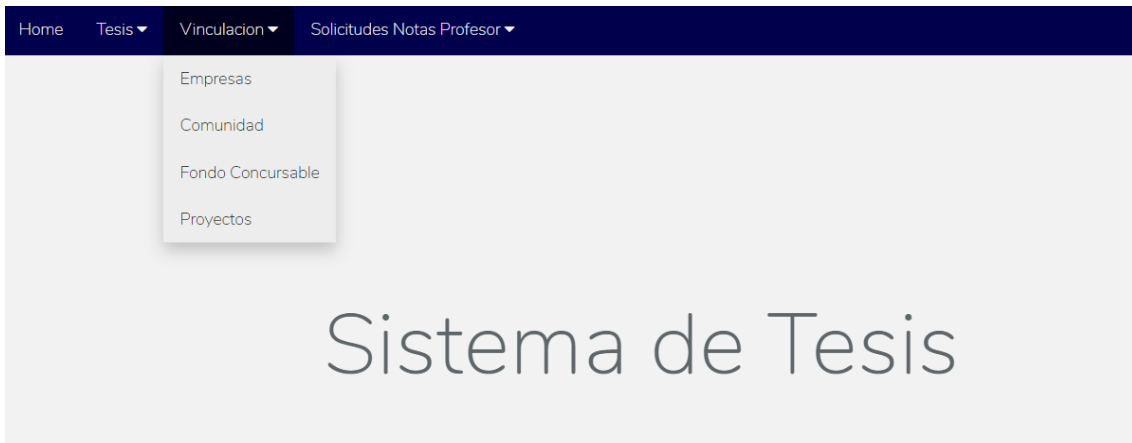 Home Tesis Vinculacion Solicitudes Notas Profesor
Empresas
Comunidad
Fondo Concursable
Proyectos
Sistema de Tesis